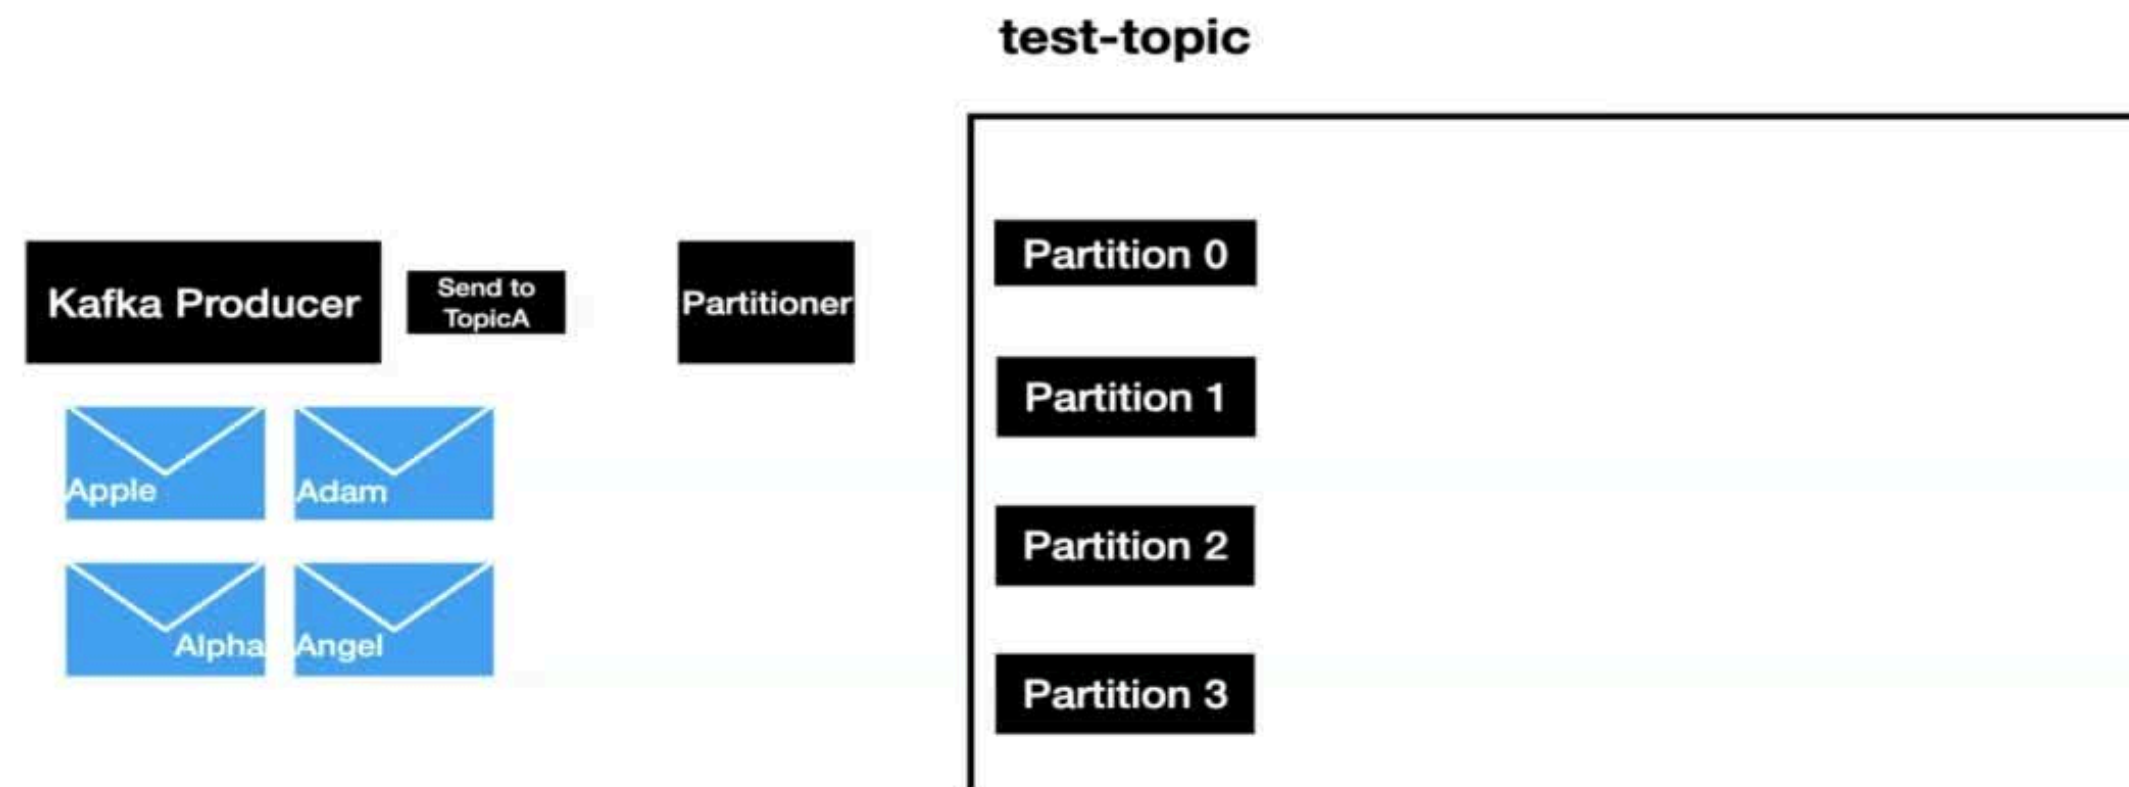 test-topic
Kafka Producer
Send to
TopicA
Partitioner
Partition 0
Partition 1
Partition 2
Partition 3
Apple
Adam
Alpha
Angel